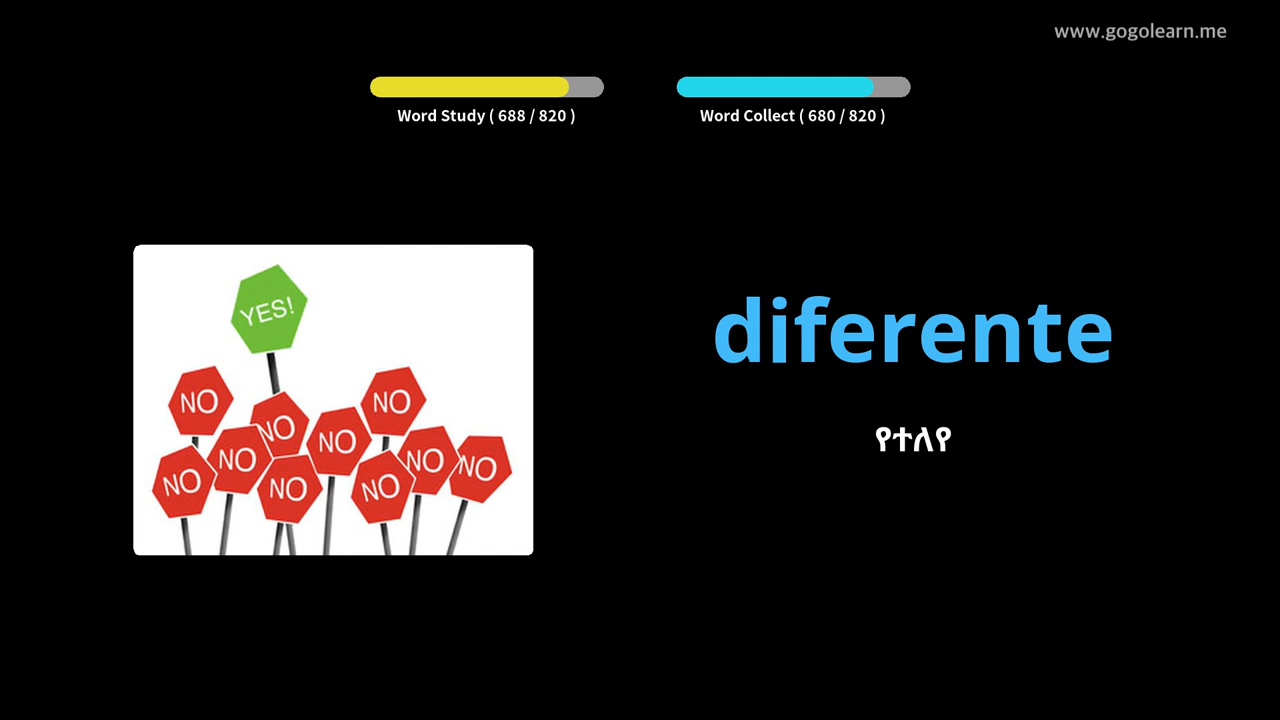 www.gogolearn.me
Word Study ( 688 / 820 )
Word Collect ( 680 / 820 )
YES!
NO
NO
NO
NO
NO
NO
NO
NO
NO
NO
diferente
የተለየ